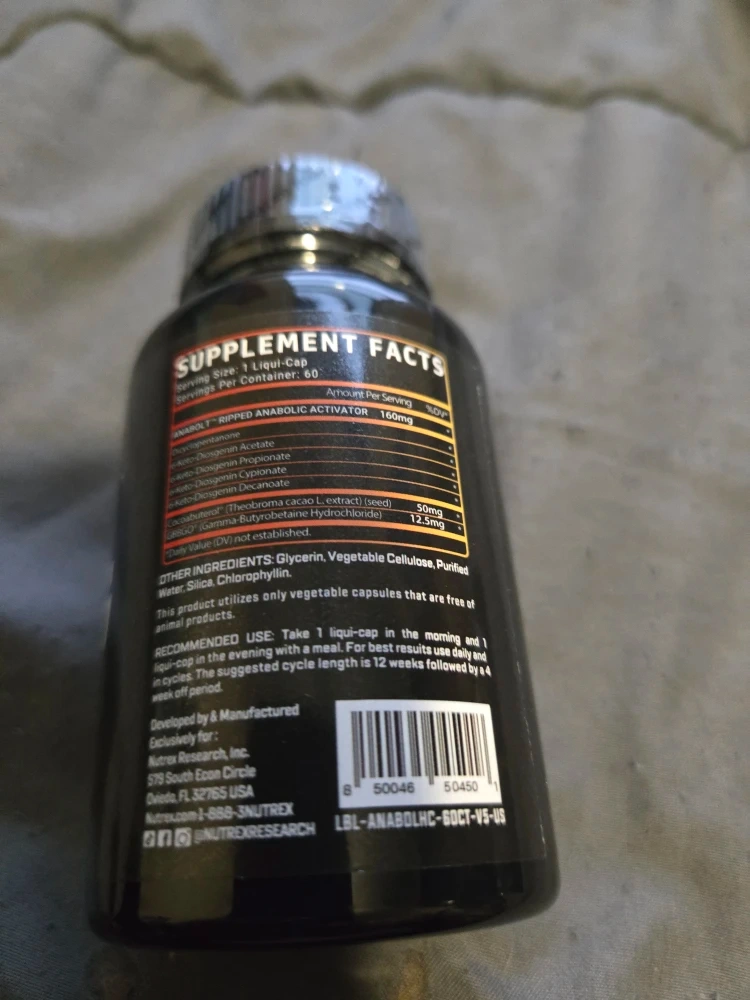 SUPPLEMENT FACTS
Serving Size: 1 Liqui-Cap
Servings Per Container: 60
Amount Per Serving %DV*
ANABOLT™ RIPPED ANABOLIC ACTIVATOR 160mg *
Dicyclopentanone *
Keto-Diosgenin Acetate *
Keto-Diosgenin Propionate *
Keto-Diosgenin Cypionate *
Keto-Diosgenin Decanoate *
Cocoabuterol® (Theobroma cacao L. extract) (seed) 50mg *
(Gamma-Butyrobetaine Hydrochloride) 12.5mg *
*Daily Value (DV) not established.
OTHER INGREDIENTS: Glycerin, Vegetable Cellulose, Purified
Water, Silica, Chlorophyllin.
This product utilizes only vegetable capsules that are free of
animal products.
RECOMMENDED USE: Take 1 liqui-cap in the morning and 1
liqui-cap in the evening with a meal. For best results use daily and
in cycles. The suggested cycle length is 12 weeks followed by a 4
week off period.
Developed by & Manufactured
Exclusively for:
Nutrex Research, Inc.
579 South Econ Circle
Oviedo, FL 32765 USA
Nutrex.com 1-888-3NUTREX
@NUTREXRESEARCH
8 50046 50450 1
LBL-ANABOLHC-60CT-V5-US